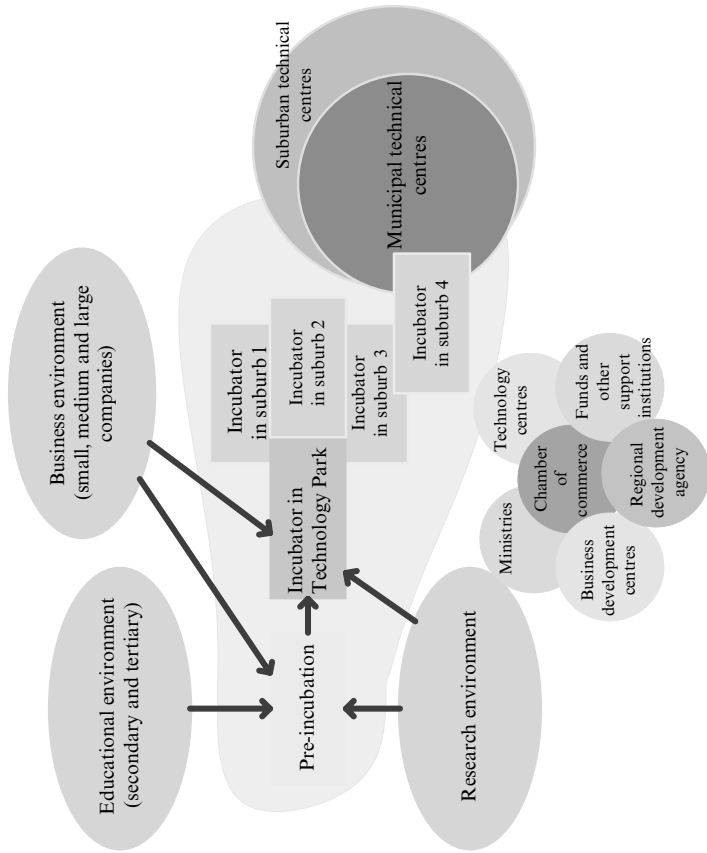 Educational environment
(secondary and tertiary)
Business environment
(small, medium and large
companies)
Pre-incubation
Incubator in
Technology Park
Incubator
in suburb 1
Incubator
in suburb 2
Incubator
in suburb 3
Incubator
in suburb 4
Suburban technical
centres
Municipal technical
centres
Research environment
Ministries
Technology
centres
Chamber
of
commerce
Business
development
centres
Funds and
other
support
institutions
Regional
development
agency